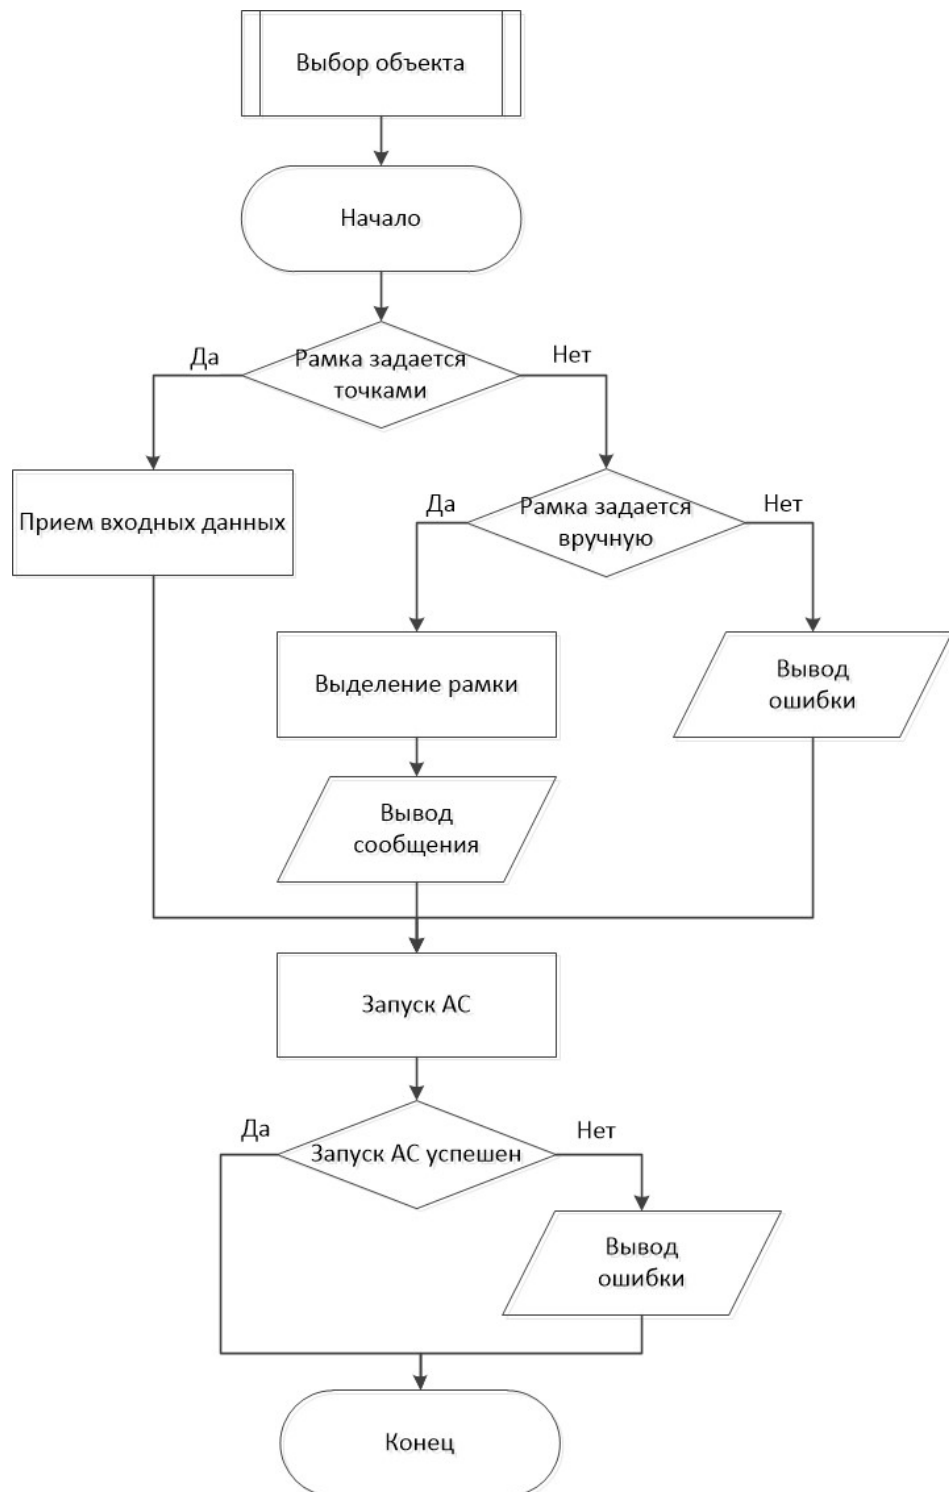 Выбор объекта
Начало
Да
Нет
Рамка задается
точками
Прием входных данных
Да
Нет
Рамка задается
вручную
Выделение рамки
Вывод
ошибки
Вывод
сообщения
Запуск АС
Да
Нет
Запуск АС успешен
Вывод
ошибки
Конец